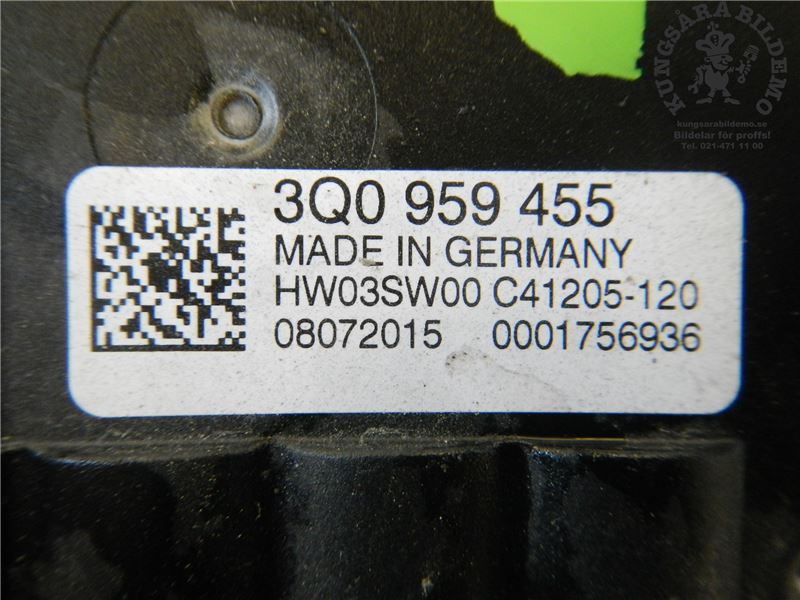 KUNGSÅRA BILDEMO
kungsarabildemo.se
Bildelar för proffs!
Tel. 021-471 11 00
3Q0 959 455
MADE IN GERMANY
HW03SW00 C41205-120
08072015 0001756936